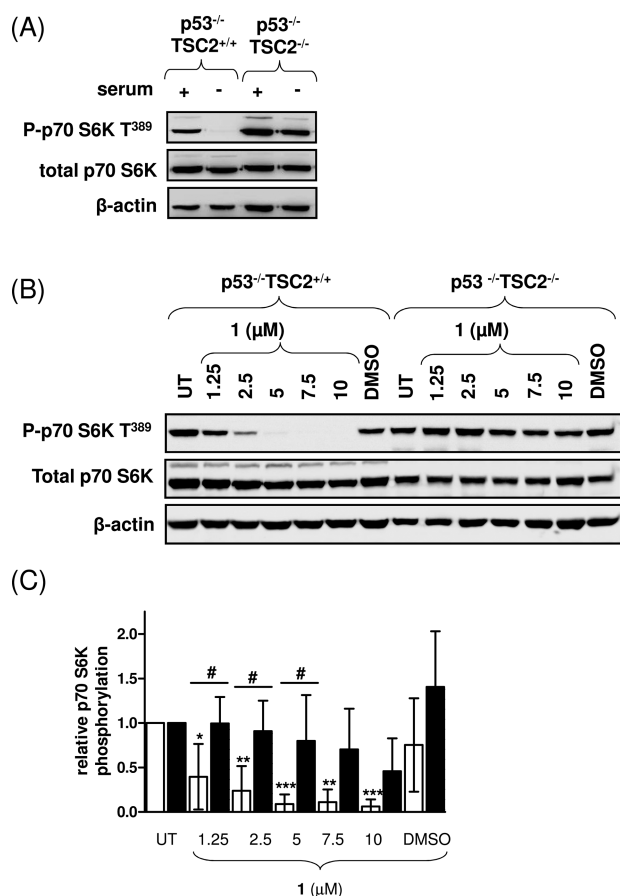 (A)
p53-/- p53-/-
TSC2+/+ TSC2-/-
serum + - + -
P-p70 S6K T389
total p70 S6K
β-actin
(B)
p53-/-TSC2+/+ p53 -/-TSC2-/-
1 (μM) 1 (μM)
UT 1.25 2.5 5 7.5 10 DMSO UT 1.25 2.5 5 7.5 10 DMSO
P-p70 S6K T389
Total p70 S6K
β-actin
(C)
relative p70 S6K
phosphorylation
2.0
1.5
1.0
0.5
0.0
# # #
* ** *** ** ***
UT 1.25 2.5 5 7.5 10 DMSO
1 (μM)